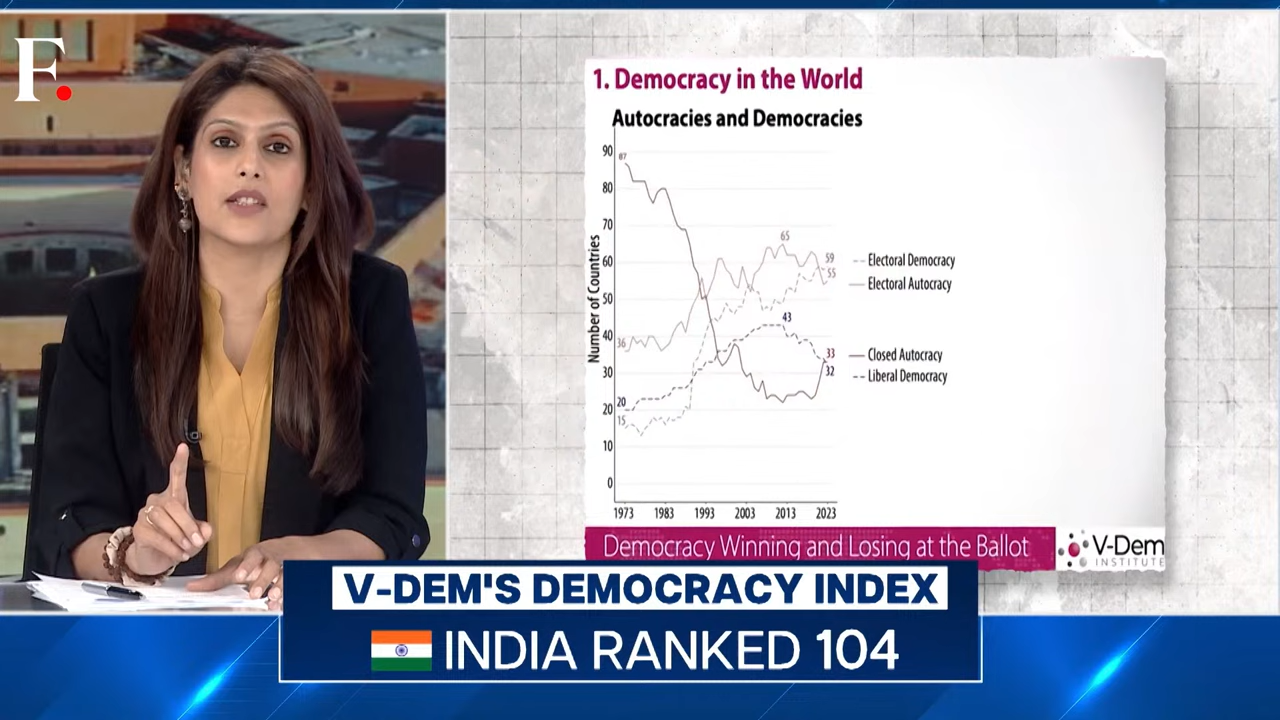 F.
1. Democracy in the World
Autocracies and Democracies
Number of Countries
90
80
70
60
50
40
30
20
10
0
87
36
20
15
65
43
59
55
33
32
1973
1983
1993
2003
2013
2023
Electoral Democracy
Electoral Autocracy
Closed Autocracy
Liberal Democracy
Democracy Winning and Losing at the Ballot
V-Dem
INSTITUTE
V-DEM'S DEMOCRACY INDEX
INDIA RANKED 104